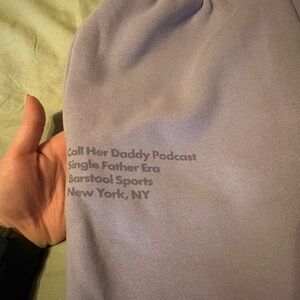 Call Her Daddy Podcast
Single Father Era
Barstool Sports
New York, NY